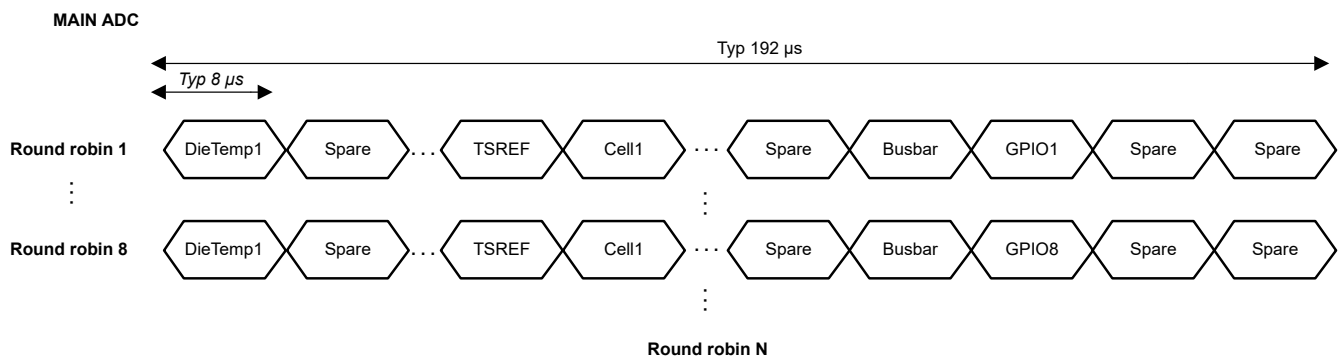 MAIN ADC
Typ 192 µs
Typ 8 µs
Round robin 1 DieTemp1 Spare ... TSREF Cell1 ... Spare Busbar GPIO1 Spare Spare
Round robin 8 DieTemp1 Spare ... TSREF Cell1 ... Spare Busbar GPIO8 Spare Spare
Round robin N